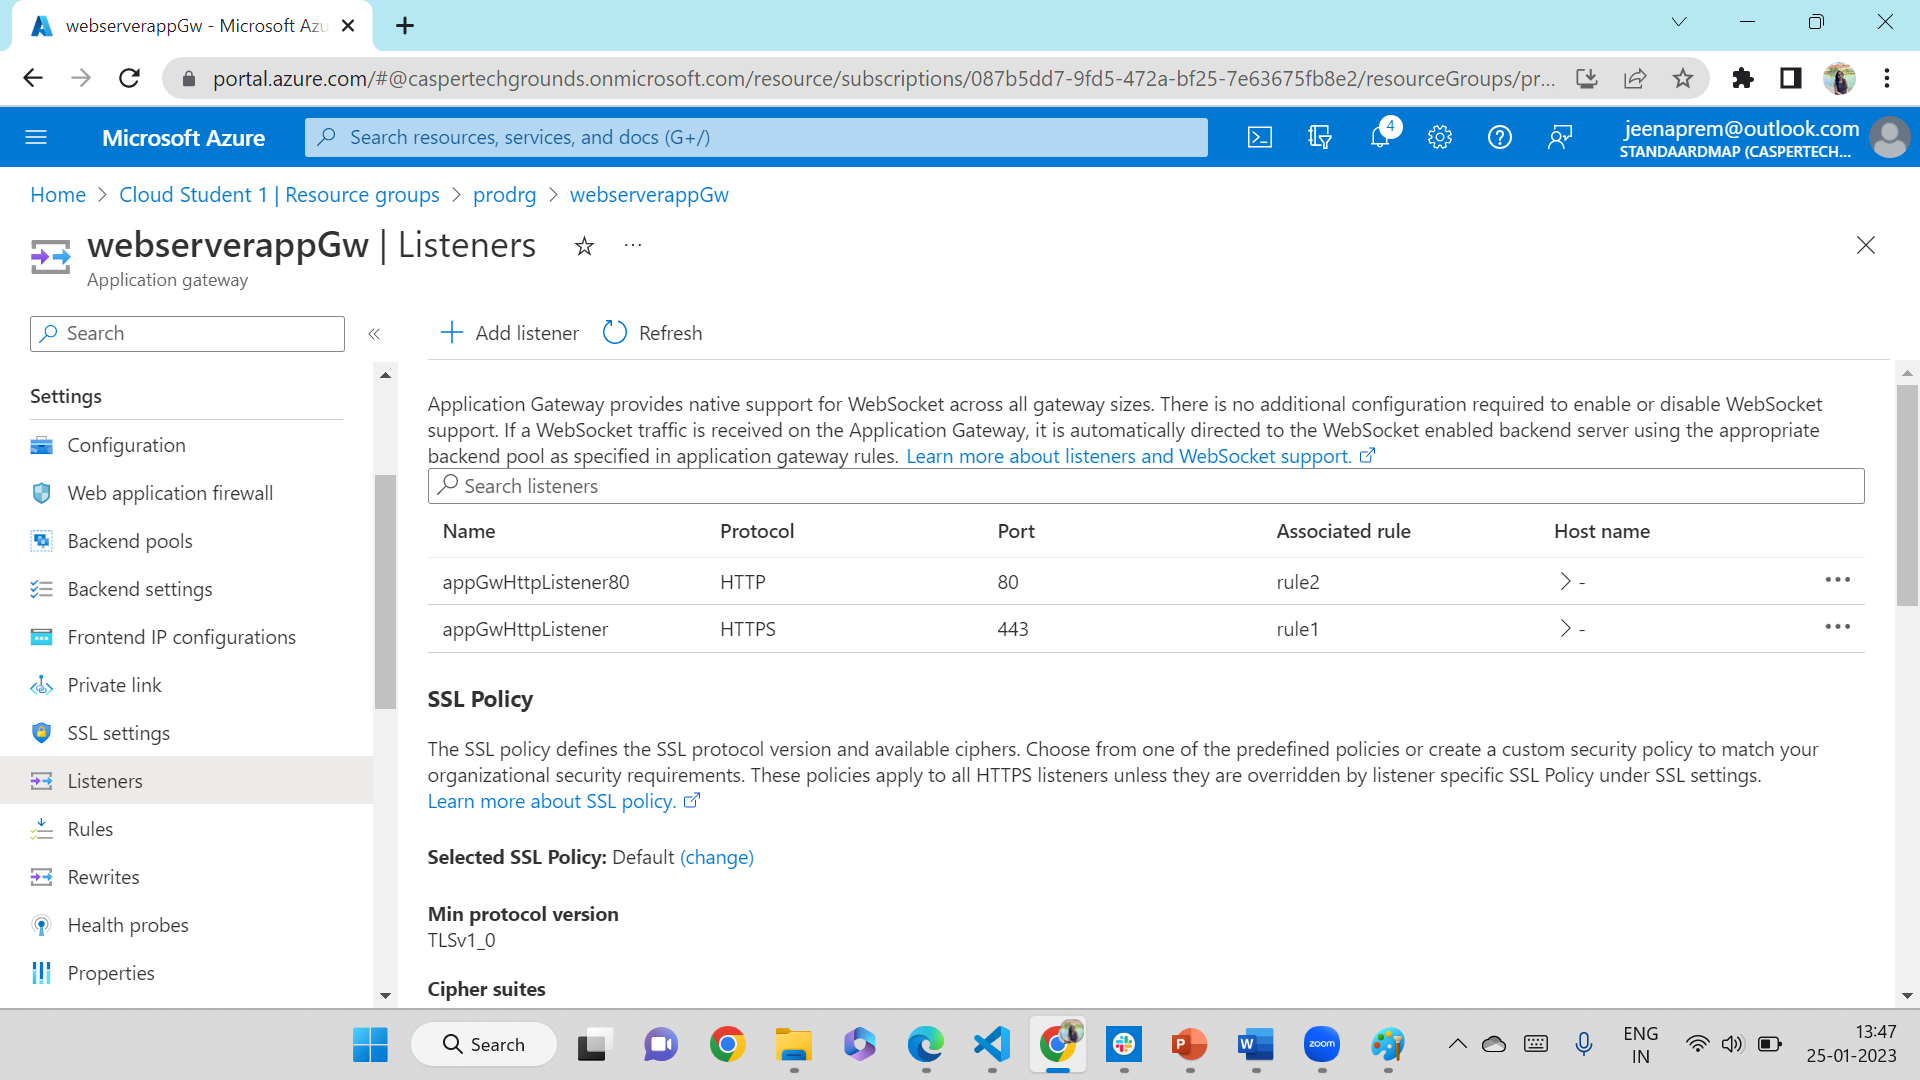 webserverappGw - Microsoft Azu
portal.azure.com/#@caspertechgrounds.onmicrosoft.com/resource/subscriptions/087b5dd7-9fd5-472a-bf25-7e63675fb8e2/resourceGroups/pr...
Microsoft Azure
Search resources, services, and docs (G+/)
4
jeenaprem@outlook.com
STANDAARDMAP (CASPERTECH...
Home > Cloud Student 1 | Resource groups > prodrg > webserverappGw
webserverappGw | Listeners
Application gateway
Search
Settings
Configuration
Web application firewall
Backend pools
Backend settings
Frontend IP configurations
Private link
SSL settings
Listeners
Rules
Rewrites
Health probes
Properties
Add listener
Refresh
Application Gateway provides native support for WebSocket across all gateway sizes. There is no additional configuration required to enable or disable WebSocket
support. If a WebSocket traffic is received on the Application Gateway, it is automatically directed to the WebSocket enabled backend server using the appropriate
backend pool as specified in application gateway rules. Learn more about listeners and WebSocket support.
Search listeners
Name Protocol Port Associated rule Host name
appGwHttpListener80 HTTP 80 rule2 > -
appGwHttpListener HTTPS 443 rule1 > -
SSL Policy
The SSL policy defines the SSL protocol version and available ciphers. Choose from one of the predefined policies or create a custom security policy to match your
organizational security requirements. These policies apply to all HTTPS listeners unless they are overridden by listener specific SSL Policy under SSL settings.
Learn more about SSL policy.
Selected SSL Policy: Default (change)
Min protocol version
TLSv1_0
Cipher suites
Search
zoom
ENG
IN
13:47
25-01-2023